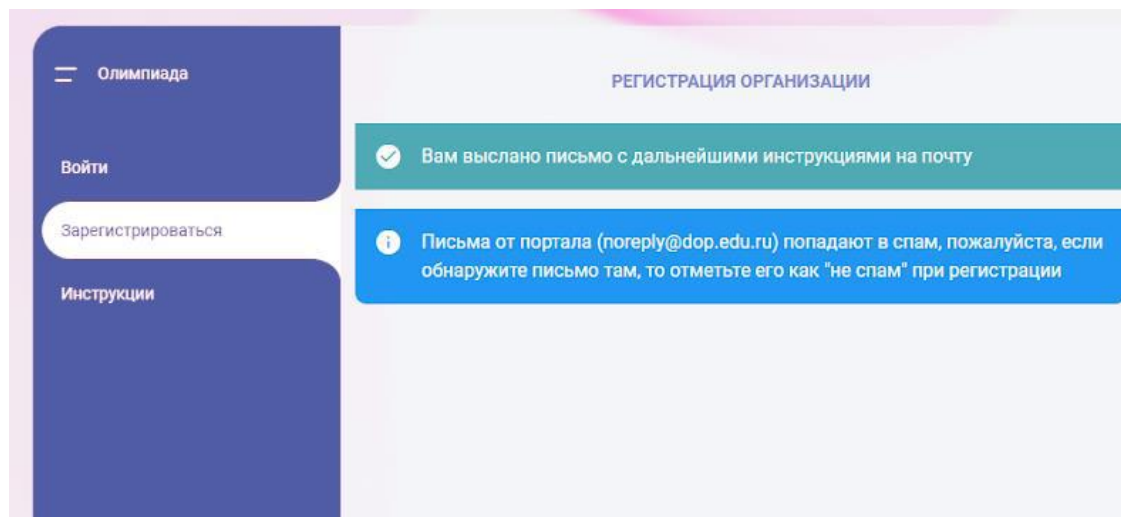 Олимпиада
Войти
Зарегистрироваться
Инструкции
РЕГИСТРАЦИЯ ОРГАНИЗАЦИИ
Вам выслано письмо с дальнейшими инструкциями на почту
Письма от портала (noreply@dop.edu.ru) попадают в спам, пожалуйста, если
обнаружите письмо там, то отметьте его как "не спам" при регистрации